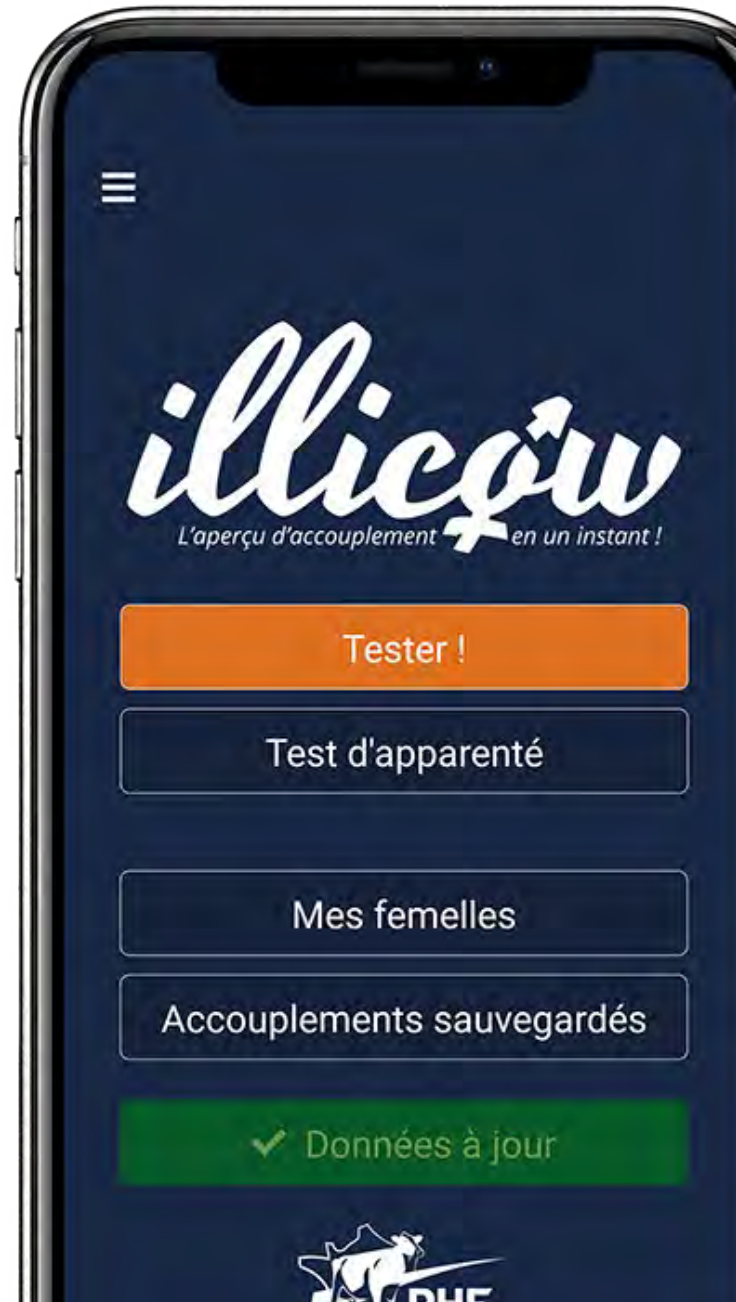 illicow
L'aperçu d'accouplement en un instant !
Tester !
Test d'apparenté
Mes femelles
Accouplements sauvegardés
Données à jour